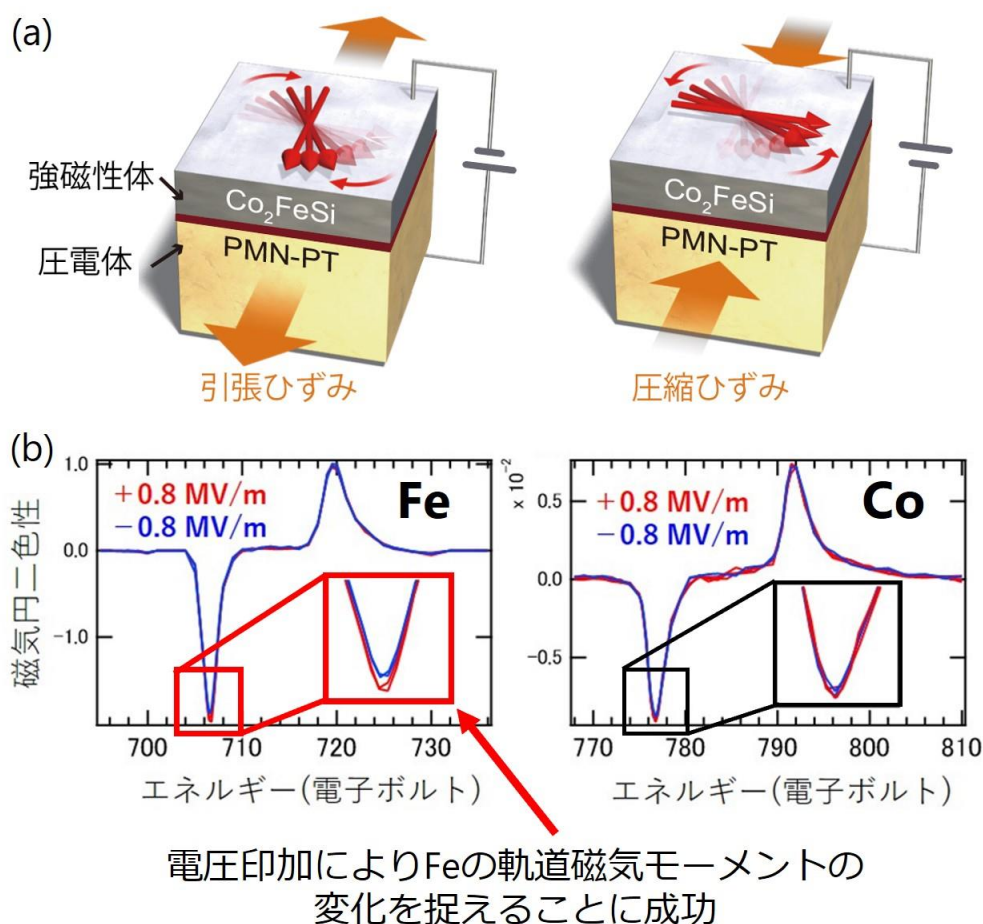 (a)
強磁性体
圧電体
Co₂FeSi
PMN-PT
引張ひずみ
Co₂FeSi
PMN-PT
圧縮ひずみ
(b)
磁気円二色性
1.0
0.0
-1.0
+0.8 MV/m
-0.8 MV/m
Fe
700 710 720 730
エネルギー(電子ボルト)
x 10⁻²
0.5
0.0
-0.5
+0.8 MV/m
-0.8 MV/m
Co
770 780 790 800 810
エネルギー(電子ボルト)
電圧印加によりFeの軌道磁気モーメントの
変化を捉えることに成功